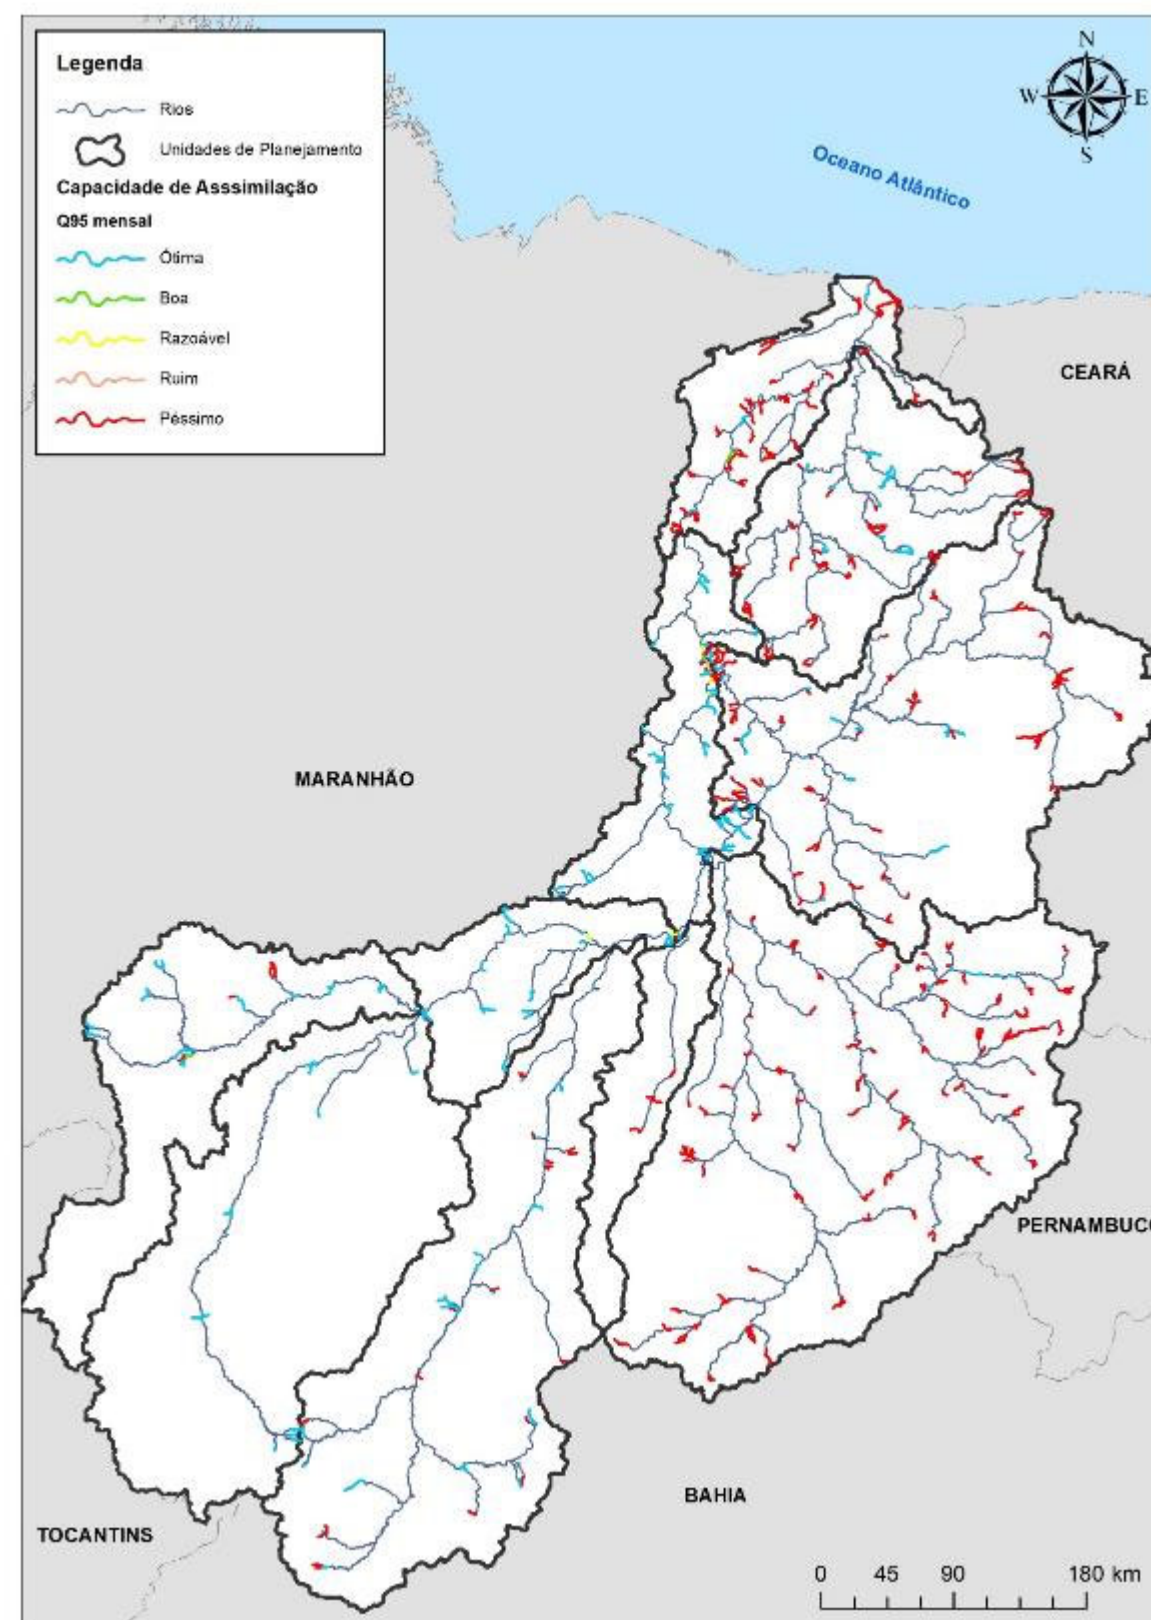 Legenda
Rios
Unidades de Planejamento
Capacidade de Asssimilação
Q95 mensal
Ótima
Boa
Razoável
Ruim
Péssimo
N
W E
S
Oceano Atlântico
CEARÁ
MARANHÃO
PERNAMBUCO
BAHIA
TOCANTINS
0 45 90 180 km